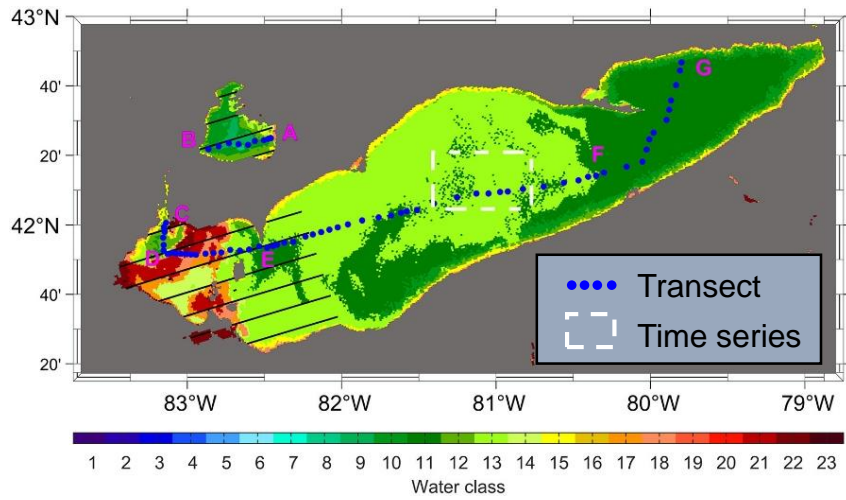 43°N
40'
20'
42°N
40'
20'
A
B
C
D
E
F
G
Transect
Time series
83°W
82°W
81°W
80°W
79°W
1 2 3 4 5 6 7 8 9 10 11 12 13 14 15 16 17 18 19 20 21 22 23
Water class